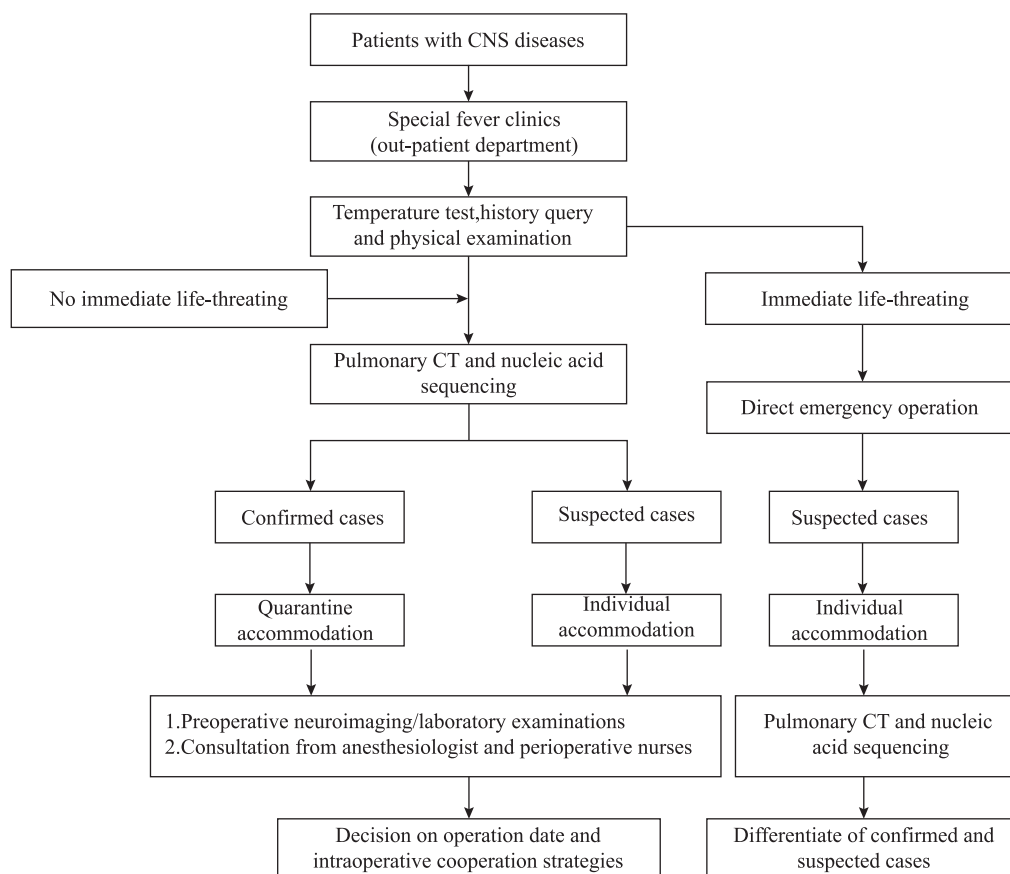 Patients with CNS diseases
Special fever clinics
(out-patient department)
Temperature test,history query
and physical examination
No immediate life-threating
Immediate life-threating
Pulmonary CT and nucleic acid
sequencing
Direct emergency operation
Confirmed cases
Suspected cases
Suspected cases
Quarantine
accommodation
Individual
accommodation
Individual
accommodation
1.Preoperative neuroimaging/laboratory examinations
2.Consultation from anesthesiologist and perioperative nurses
Pulmonary CT and nucleic
acid sequencing
Decision on operation date and
intraoperative cooperation strategies
Differentiate of confirmed and
suspected cases